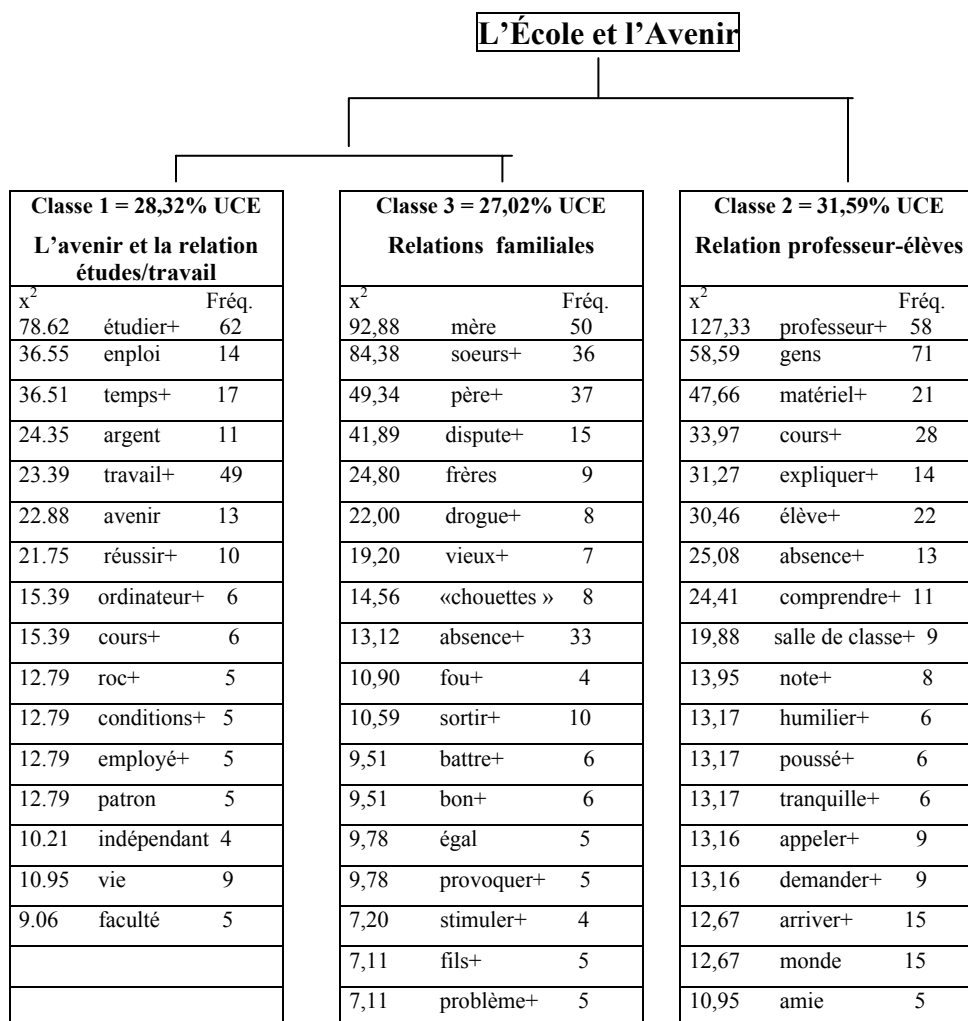 L'École et l'Avenir
Classe 1 = 28,32% UCE
L'avenir et la relation
études/travail
x² Fréq.
78.62 étudier+ 62
36.55 enploi 14
36.51 temps+ 17
24.35 argent 11
23.39 travail+ 49
22.88 avenir 13
21.75 réussir+ 10
15.39 ordinateur+ 6
15.39 cours+ 6
12.79 roc+ 5
12.79 conditions+ 5
12.79 employé+ 5
12.79 patron 5
10.21 indépendant 4
10.95 vie 9
9.06 faculté 5
Classe 3 = 27,02% UCE
Relations familiales
x² Fréq.
92,88 mère 50
84,38 soeurs+ 36
49,34 père+ 37
41,89 dispute+ 15
24,80 frères 9
22,00 drogue+ 8
19,20 vieux+ 7
14,56 «chouettes » 8
13,12 absence+ 33
10,90 fou+ 4
10,59 sortir+ 10
9,51 battre+ 6
9,51 bon+ 6
9,78 égal 5
9,78 provoquer+ 5
7,20 stimuler+ 4
7,11 fils+ 5
7,11 problème+ 5
Classe 2 = 31,59% UCE
Relation professeur-élèves
x² Fréq.
127,33 professeur+ 58
58,59 gens 71
47,66 matériel+ 21
33,97 cours+ 28
31,27 expliquer+ 14
30,46 élève+ 22
25,08 absence+ 13
24,41 comprendre+ 11
19,88 salle de classe+ 9
13,95 note+ 8
13,17 humilier+ 6
13,17 poussé+ 6
13,17 tranquille+ 6
13,16 appeler+ 9
13,16 demander+ 9
12,67 arriver+ 15
12,67 monde 15
10,95 amie 5